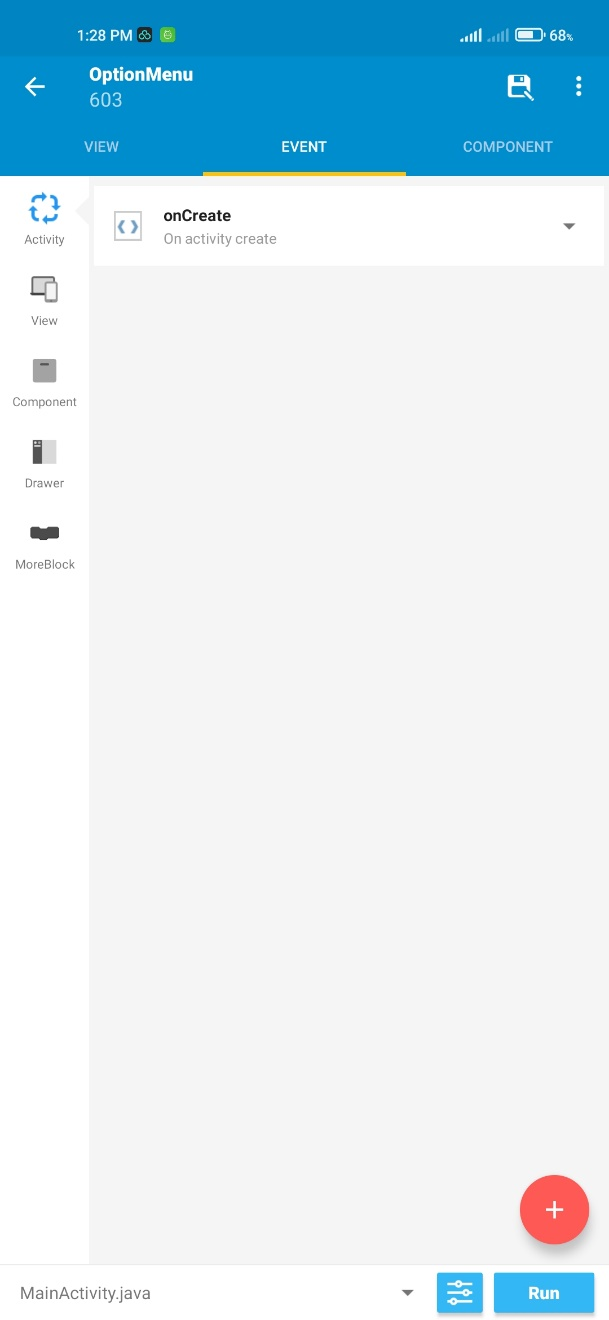 1:28 PM
68%
OptionMenu
603
VIEW
EVENT
COMPONENT
Activity
onCreate
On activity create
View
Component
Drawer
MoreBlock
MainActivity.java
Run